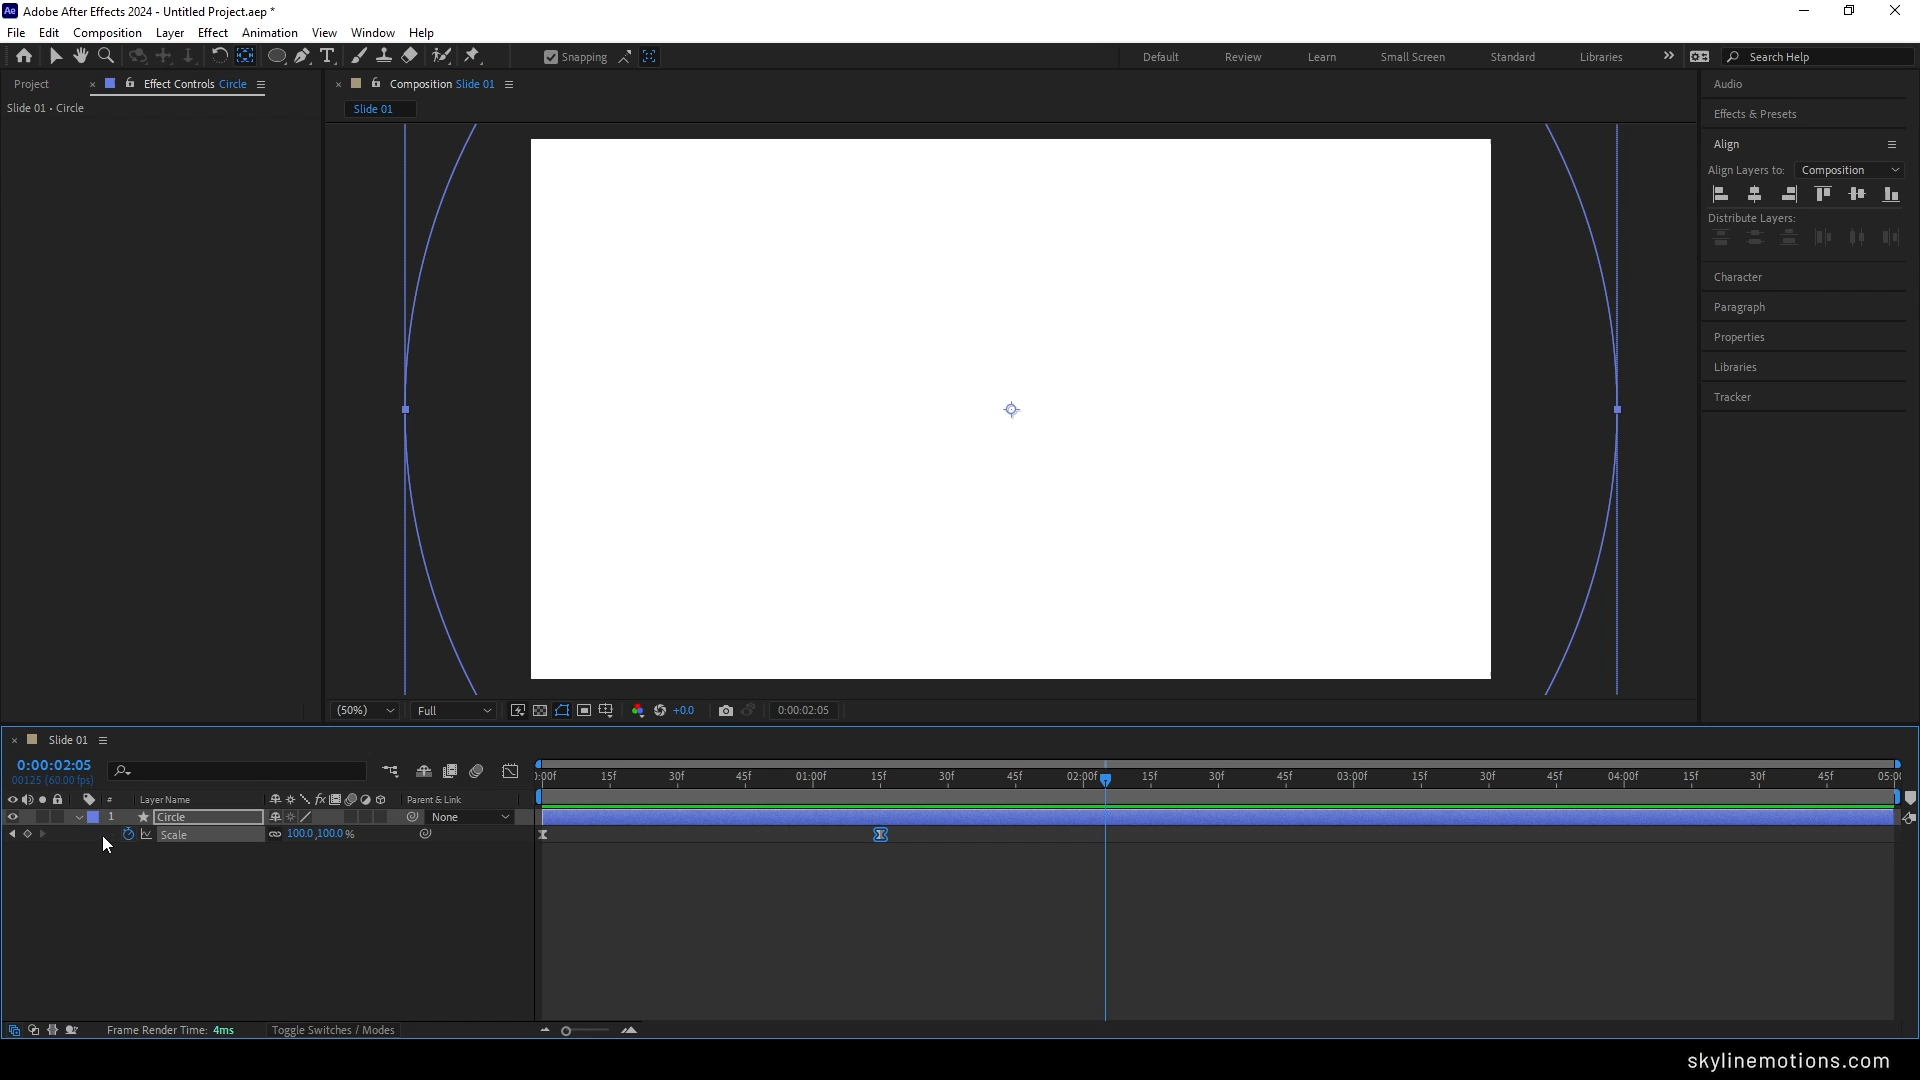 Ae Adobe After Effects 2024 - Untitled Project.aep *
File Edit Composition Layer Effect Animation View Window Help
Snapping
Default Review Learn Small Screen Standard Libraries
Search Help
Project
Effect Controls Circle
Composition Slide 01
Slide 01 • Circle
Slide 01
Audio
Effects & Presets
Align
Align Layers to: Composition
Distribute Layers:
Character
Paragraph
Properties
Libraries
Tracker
(50%) Full +0.0 0:00:02:05
Slide 01
0:00:02:05
00125 (60.00 fps)
:00f 15f 30f 45f 01:00f 15f 30f 45f 02:00f 15f 30f 45f 03:00f 15f 30f 45f 04:00f 15f 30f 45f 05:0
# Layer Name fx Parent & Link
1 Circle None
Scale 100.0,100.0%
Frame Render Time: 4ms Toggle Switches / Modes
skylinemotions.com